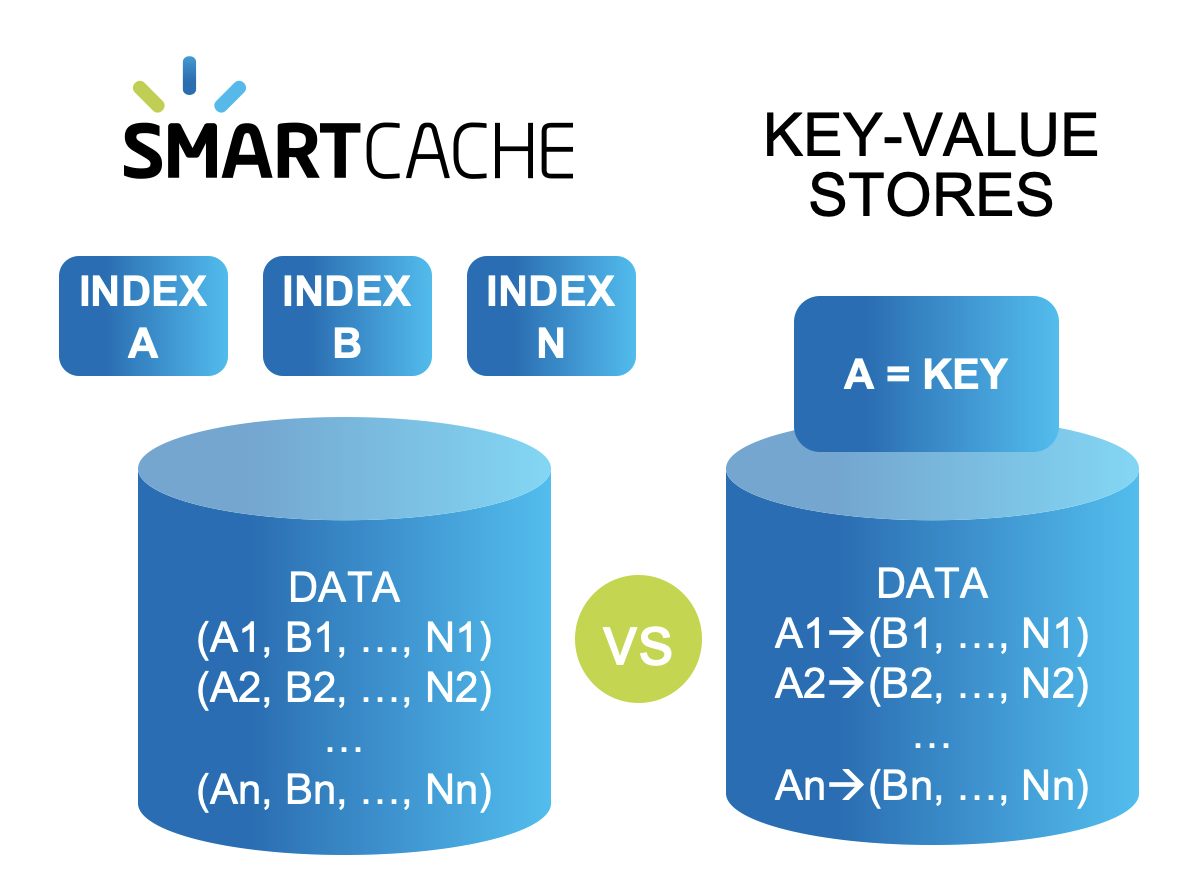 SMARTCACHE
KEY-VALUE
STORES
INDEX
A
INDEX
B
INDEX
N
A = KEY
DATA
(A1, B1, ..., N1)
(A2, B2, ..., N2)
...
(An, Bn, ..., Nn)
VS
DATA
A1→(B1, ..., N1)
A2→(B2, ..., N2)
...
An→(Bn, ..., Nn)